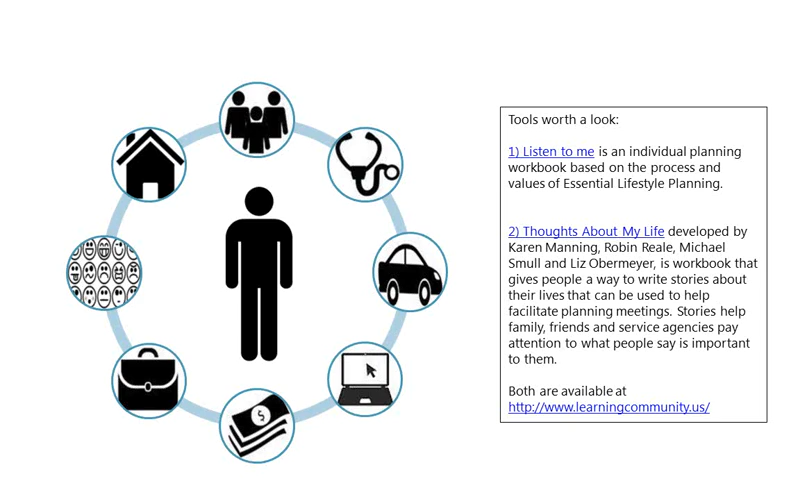 Tools worth a look:
1) Listen to me is an individual planning
workbook based on the process and
values of Essential Lifestyle Planning.
2) Thoughts About My Life developed by
Karen Manning, Robin Reale, Michael
Smull and Liz Obermeyer, is workbook that
gives people a way to write stories about
their lives that can be used to help
facilitate planning meetings. Stories help
family, friends and service agencies pay
attention to what people say is important
to them.
Both are available at
http://www.learningcommunity.us/
$